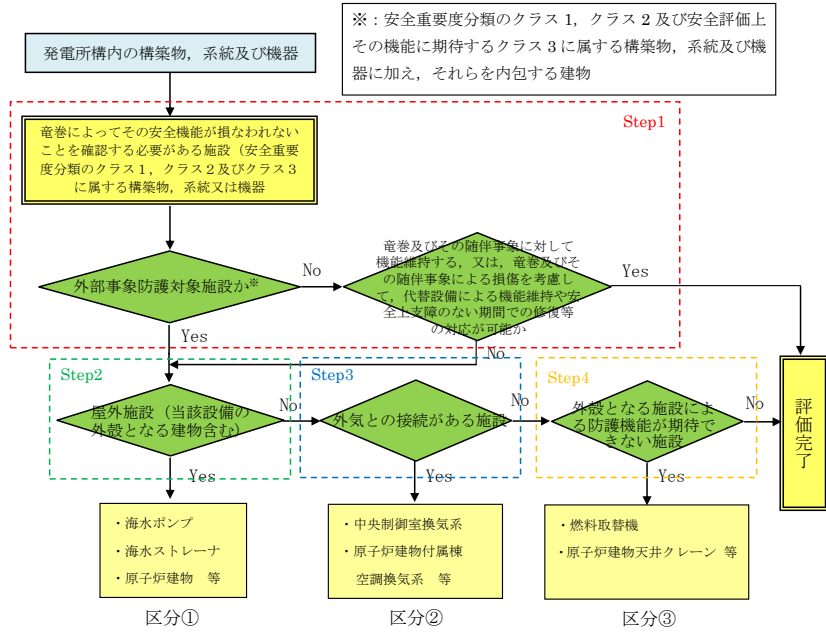 ※：安全重要度分類のクラス1，クラス2及び安全評価上
その機能に期待するクラス3に属する構築物，系統及び機
器に加え，それらを内包する建物
発電所構内の構築物，系統及び機器
Step1
竜巻によってその安全機能が損なわれない
ことを確認する必要がある施設（安全重要
度分類のクラス1，クラス2及びクラス3
に属する構築物，系統又は機器
外部事象防護対象施設か※
No
竜巻及びその随伴事象に対して
機能維持する，又は，竜巻及びそ
の随伴事象による損傷を考慮し
て，代替設備による機能維持や安
全上支障のない期間での修復等
の対応が可能か
Yes
Yes
No
Step2
屋外施設（当該設備の
外殻となる建物含む）
No
Step3
外気との接続がある施設
No
Step4
外殻となる施設によ
る防護機能が期待で
きない施設
No
評価完了
Yes
Yes
Yes
・海水ポンプ
・海水ストレーナ
・原子炉建物　等
・中央制御室換気系
・原子炉建物付属棟
空調換気系　等
・燃料取替機
・原子炉建物天井クレーン 等
区分①
区分②
区分③